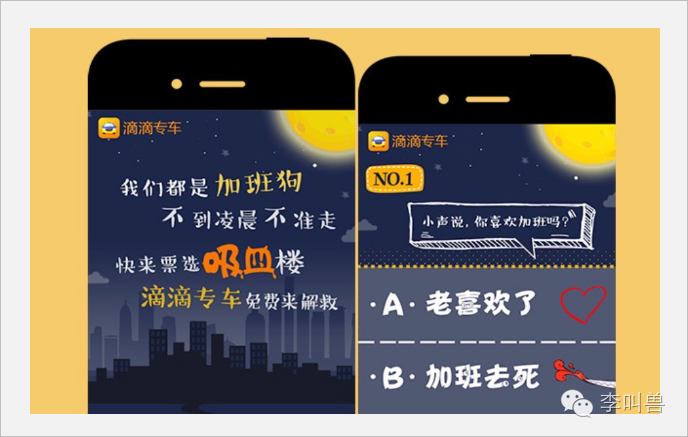 滴滴专车
我们都是加班狗
不到凌晨不准走
快来票选吸血楼
滴滴专车免费来解救
滴滴专车
NO.1
小声说,你喜欢加班吗?
·A·老喜欢了
·B·加班去死
李叫兽